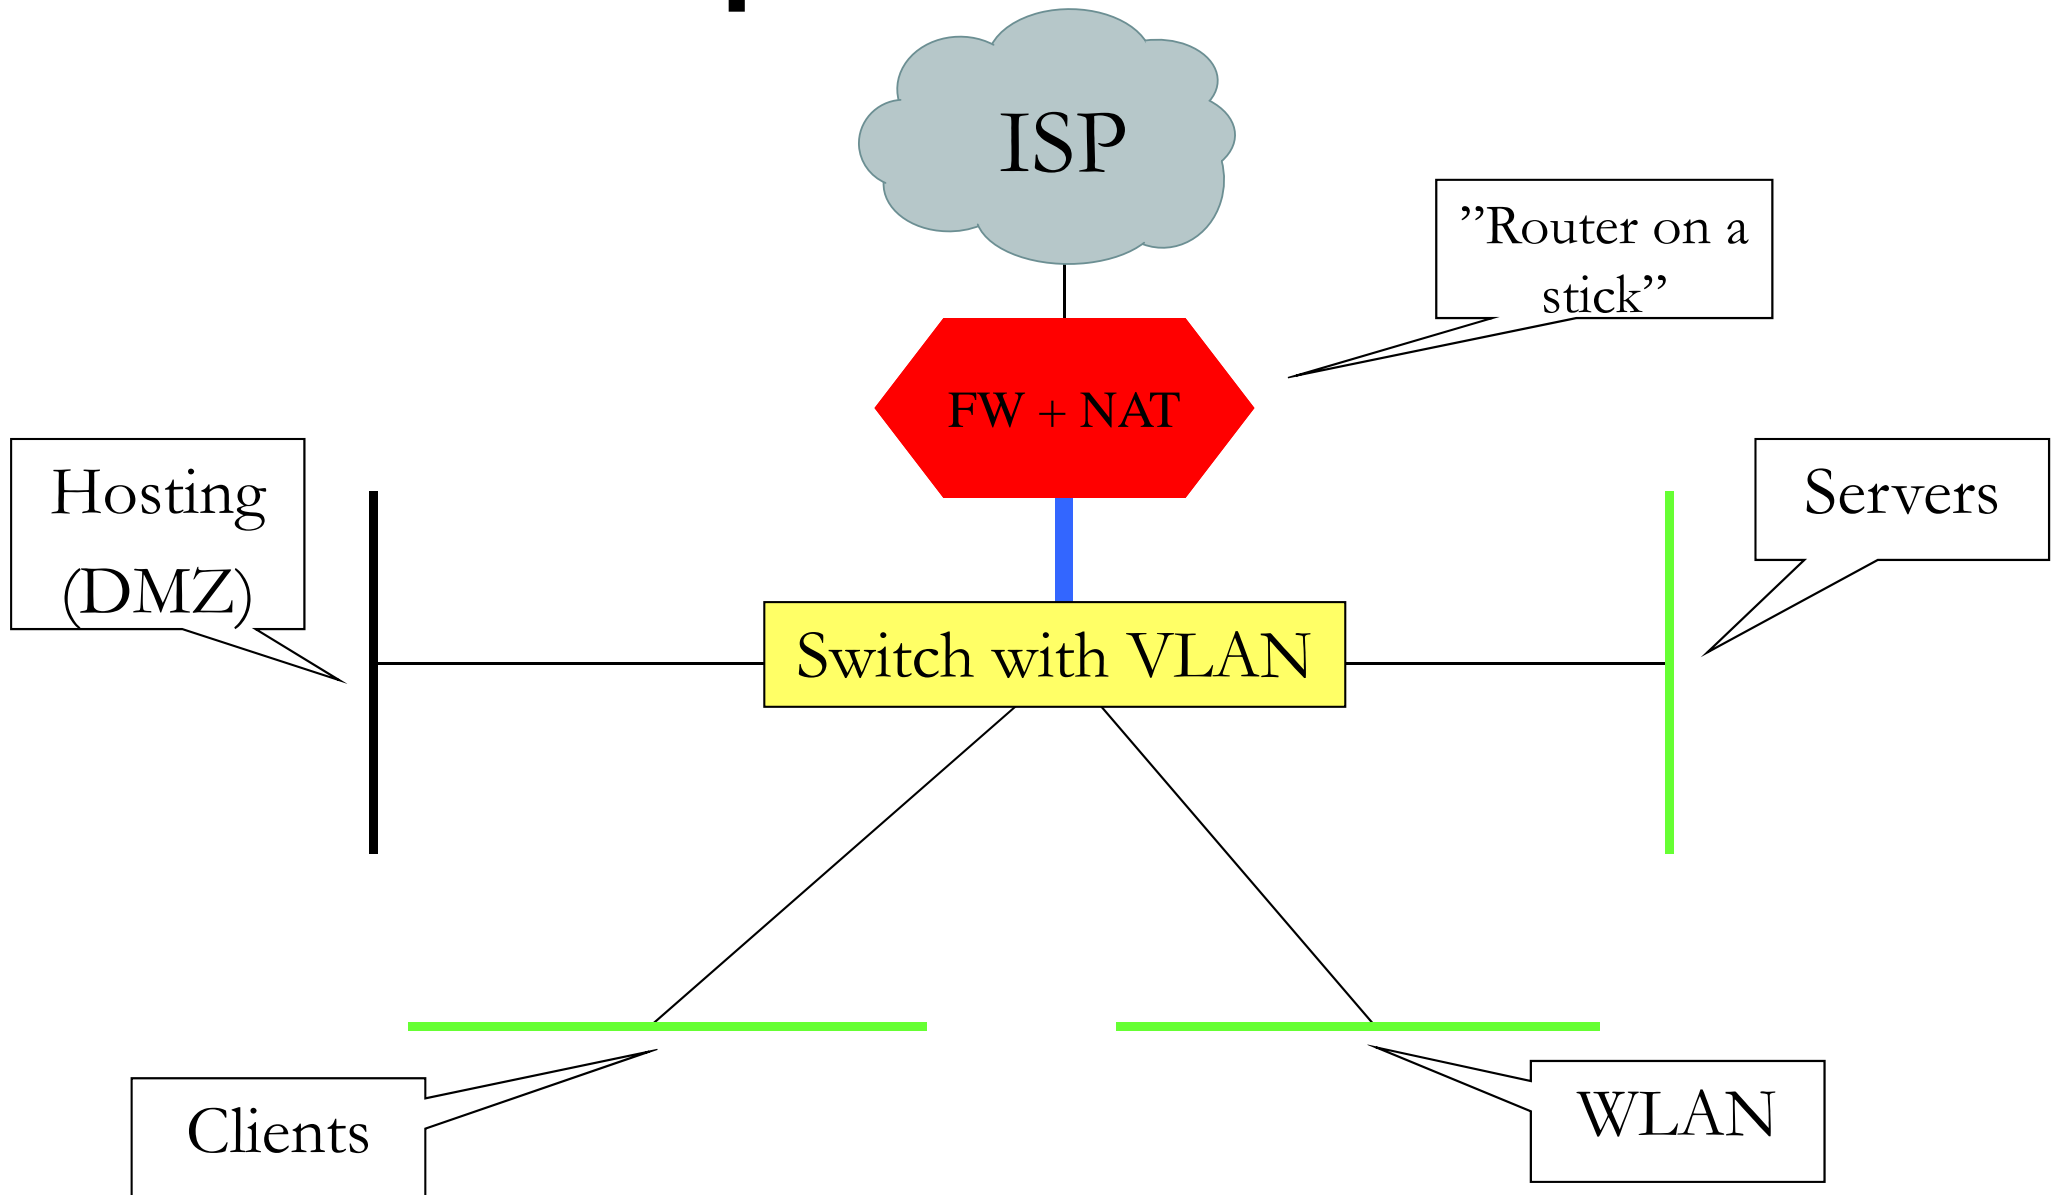 ISP
”Router on a
stick”
FW + NAT
Hosting
(DMZ)
Servers
Switch with VLAN
Clients
WLAN